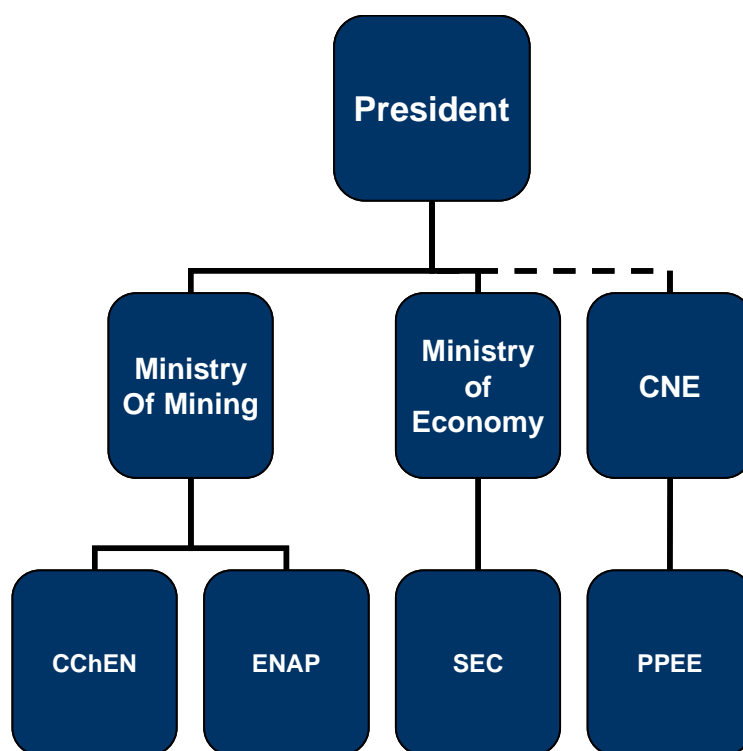 President
Ministry
Of Mining
Ministry
of
Economy
CNE
CChEN
ENAP
SEC
PPEE